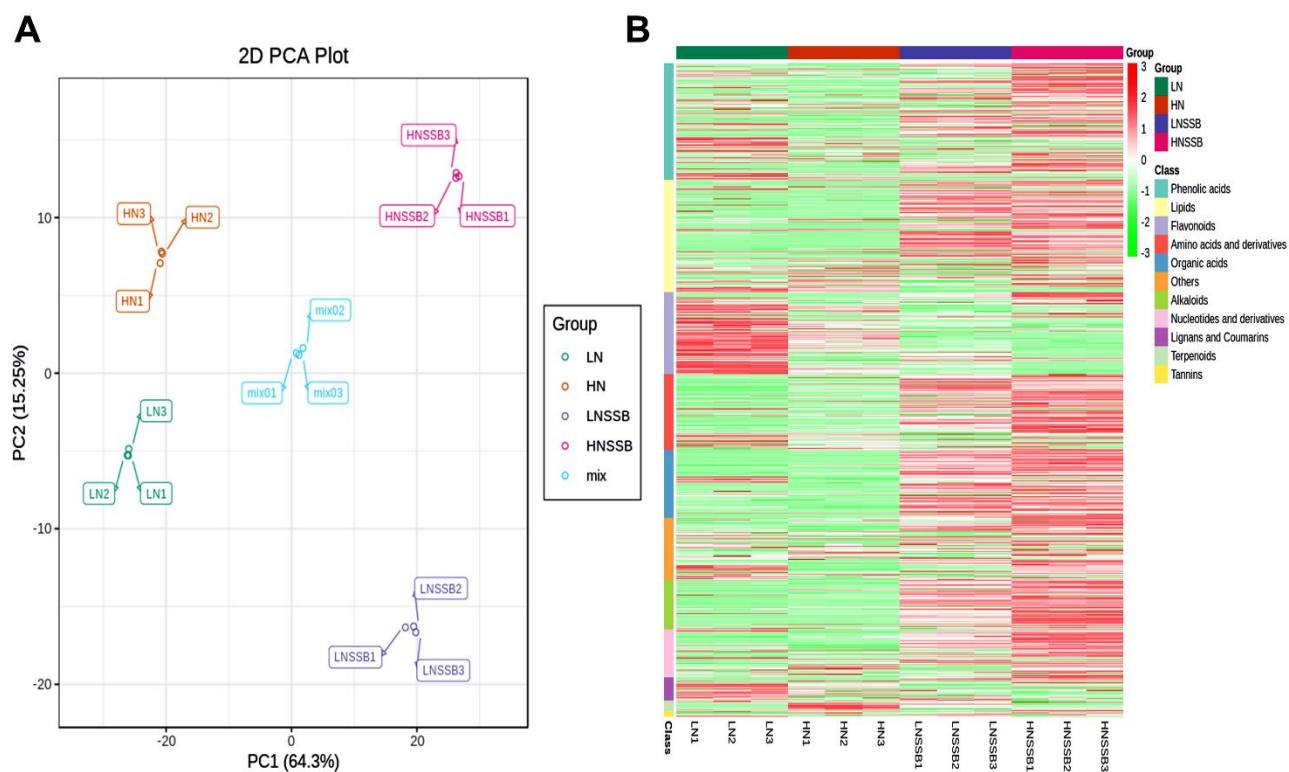 A
2D PCA Plot
PC2 (15.25%)
10
0
-10
-20
HNSSB3
HNSSB2
HNSSB1
HN3
HN2
HN1
mix02
mix01
mix03
LN3
LN2
LN1
LNSSB2
LNSSB1
LNSSB3
-20
0
20
PC1 (64.3%)
Group
LN
HN
LNSSB
HNSSB
mix
B
Group
3
2
1
0
-1
-2
-3
Group
LN
HN
LNSSB
HNSSB
Class
Phenolic acids
Lipids
Flavonoids
Amino acids and derivatives
Organic acids
Others
Alkaloids
Nucleotides and derivatives
Lignans and Coumarins
Terpenoids
Tannins
Class
LN1
LN2
LN3
HN1
HN2
HN3
LNSSB1
LNSSB2
LNSSB3
HNSSB1
HNSSB2
HNSSB3